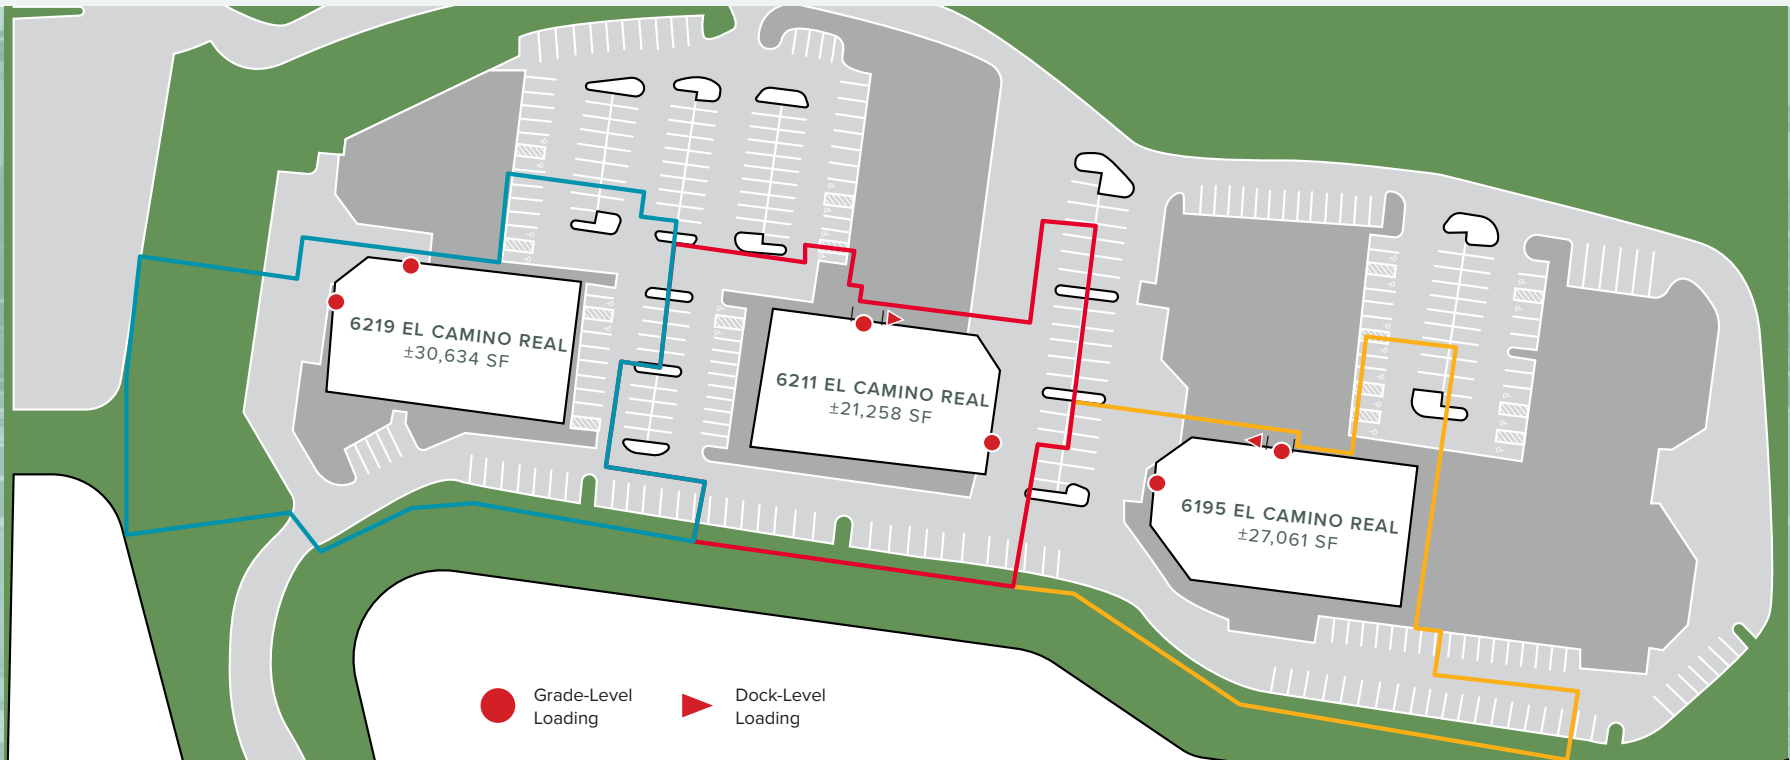 6219 EL CAMINO REAL
±30,634 SF
6211 EL CAMINO REAL
±21,258 SF
6195 EL CAMINO REAL
±27,061 SF
Grade-Level
Loading
Dock-Level
Loading